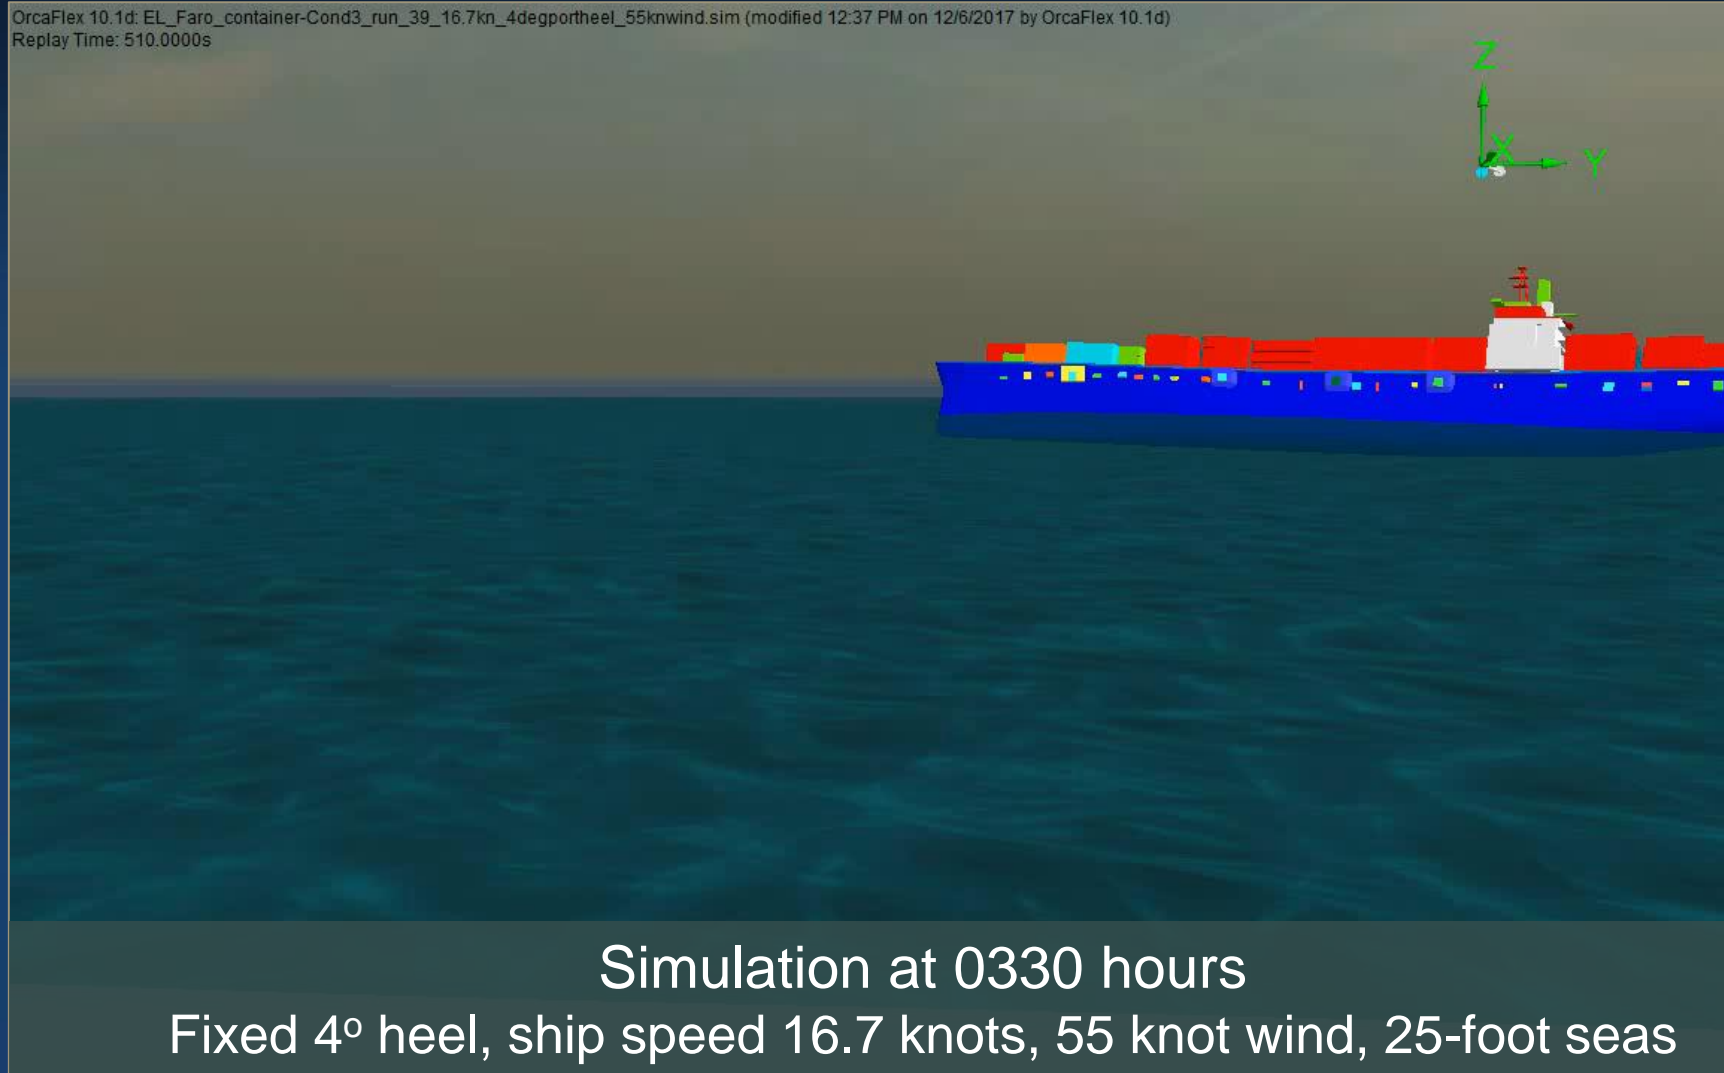 OrcaFlex 10.1d: EL_Faro_container-Cond3_run_39_16.7kn_4degportheel_55knwind.sim (modified 12:37 PM on 12/6/2017 by OrcaFlex 10.1d)
Replay Time: 510.0000s
Z
X
Y
Simulation at 0330 hours
Fixed 4º heel, ship speed 16.7 knots, 55 knot wind, 25-foot seas